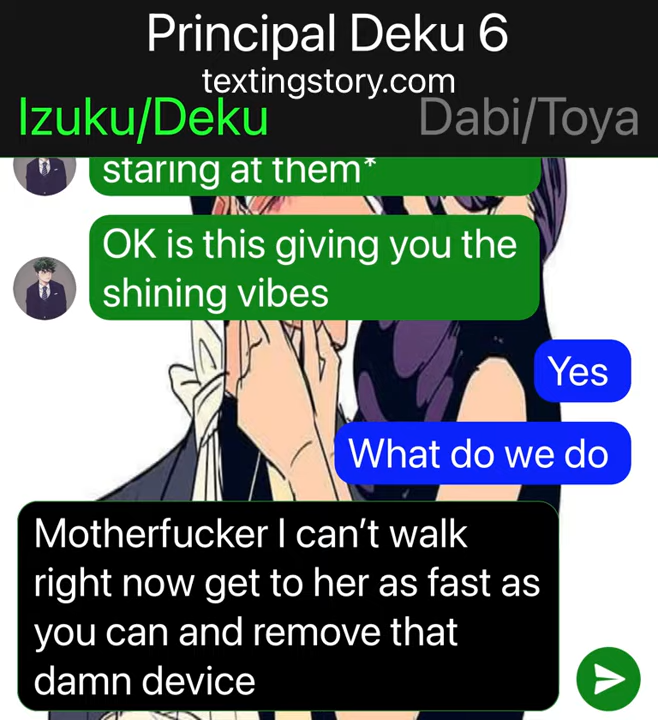 Principal Deku 6
textingstory.com
Izuku/Deku
Dabi/Toya
staring at them*
OK is this giving you the
shining vibes
Yes
What do we do
Motherfucker I can’t walk
right now get to her as fast as
you can and remove that
damn device